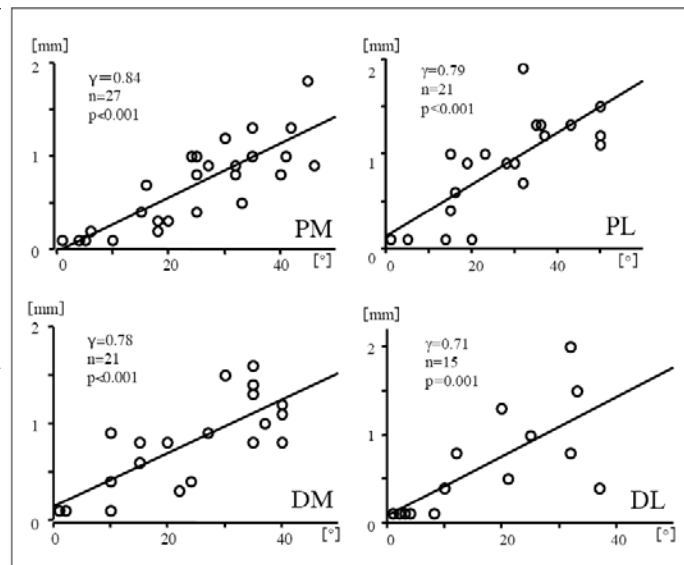 [mm]
2
γ=0.84
n=27
p<0.001
1
PM
0
0
20
40
[°]
[mm]
2
γ=0.79
n=21
p<0.001
1
PL
0
0
20
40
[°]
[mm]
2
γ=0.78
n=21
p<0.001
1
DM
0
0
20
40
[°]
[mm]
2
γ=0.71
n=15
p=0.001
1
DL
0
0
20
40
[°]